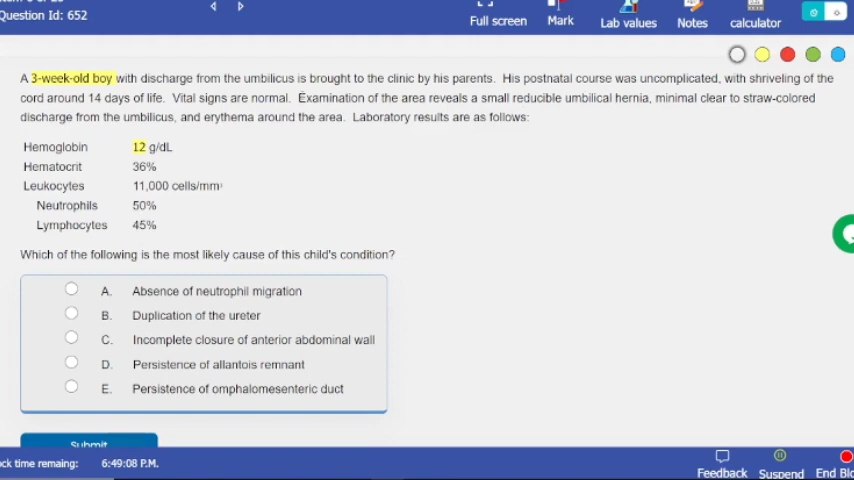 Question Id: 652
Full screen
Mark
Lab values
Notes
calculator
A 3-week-old boy with discharge from the umbilicus is brought to the clinic by his parents. His postnatal course was uncomplicated, with shriveling of the
cord around 14 days of life. Vital signs are normal. Examination of the area reveals a small reducible umbilical hernia, minimal clear to straw-colored
discharge from the umbilicus, and erythema around the area. Laboratory results are as follows:
Hemoglobin 12 g/dL
Hematocrit 36%
Leukocytes 11,000 cells/mm³
Neutrophils 50%
Lymphocytes 45%
Which of the following is the most likely cause of this child's condition?
A. Absence of neutrophil migration
B. Duplication of the ureter
C. Incomplete closure of anterior abdominal wall
D. Persistence of allantois remnant
E. Persistence of omphalomesenteric duct
Submit
ck time remaing: 6:49:08 P.M.
Feedback
Suspend
End Blo